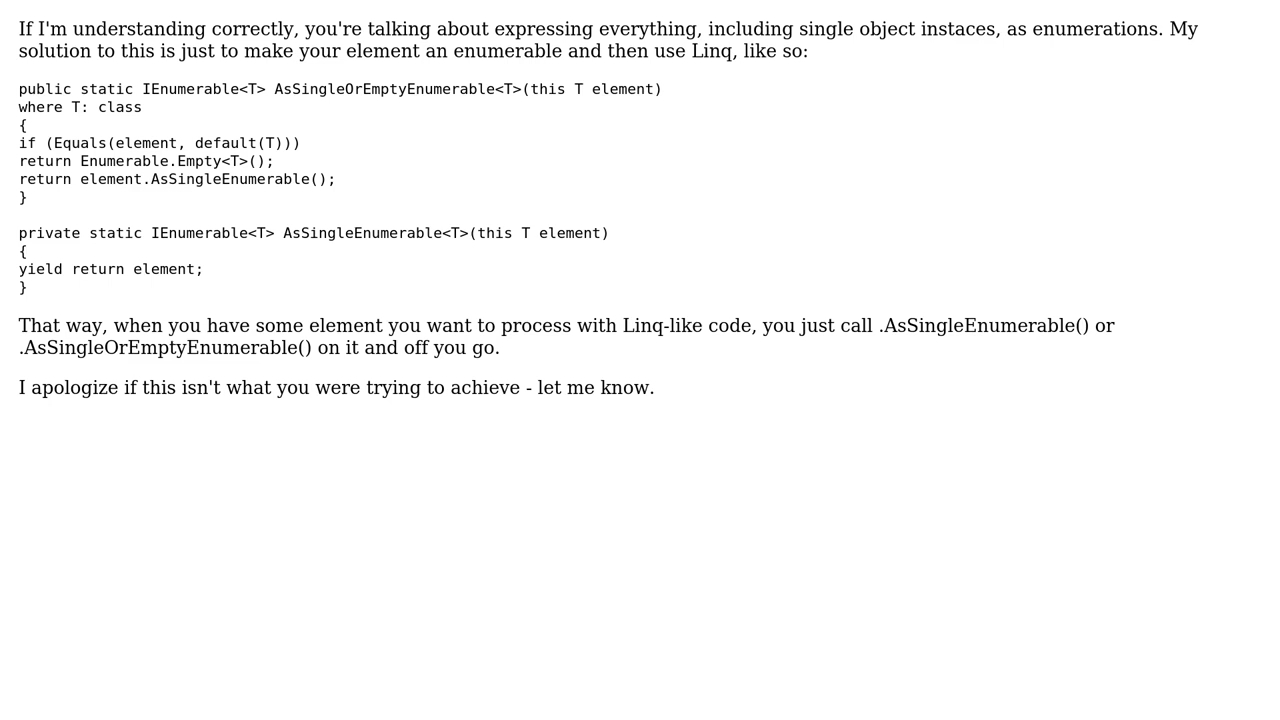 If I'm understanding correctly, you're talking about expressing everything, including single object instaces, as enumerations. My
solution to this is just to make your element an enumerable and then use Linq, like so:
public static IEnumerable<T> AsSingleOrEmptyEnumerable<T>(this T element)
where T: class
{
if (Equals(element, default(T)))
return Enumerable.Empty<T>();
return element.AsSingleEnumerable();
}
private static IEnumerable<T> AsSingleEnumerable<T>(this T element)
{
yield return element;
}
That way, when you have some element you want to process with Linq-like code, you just call .AsSingleEnumerable() or
.AsSingleOrEmptyEnumerable() on it and off you go.
I apologize if this isn't what you were trying to achieve - let me know.